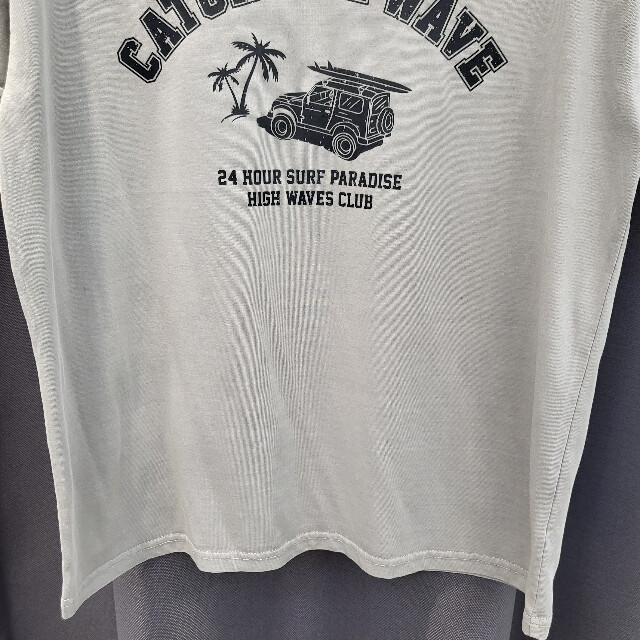 WAVE
24 HOUR SURF PARADISE
HIGH WAVES CLUB